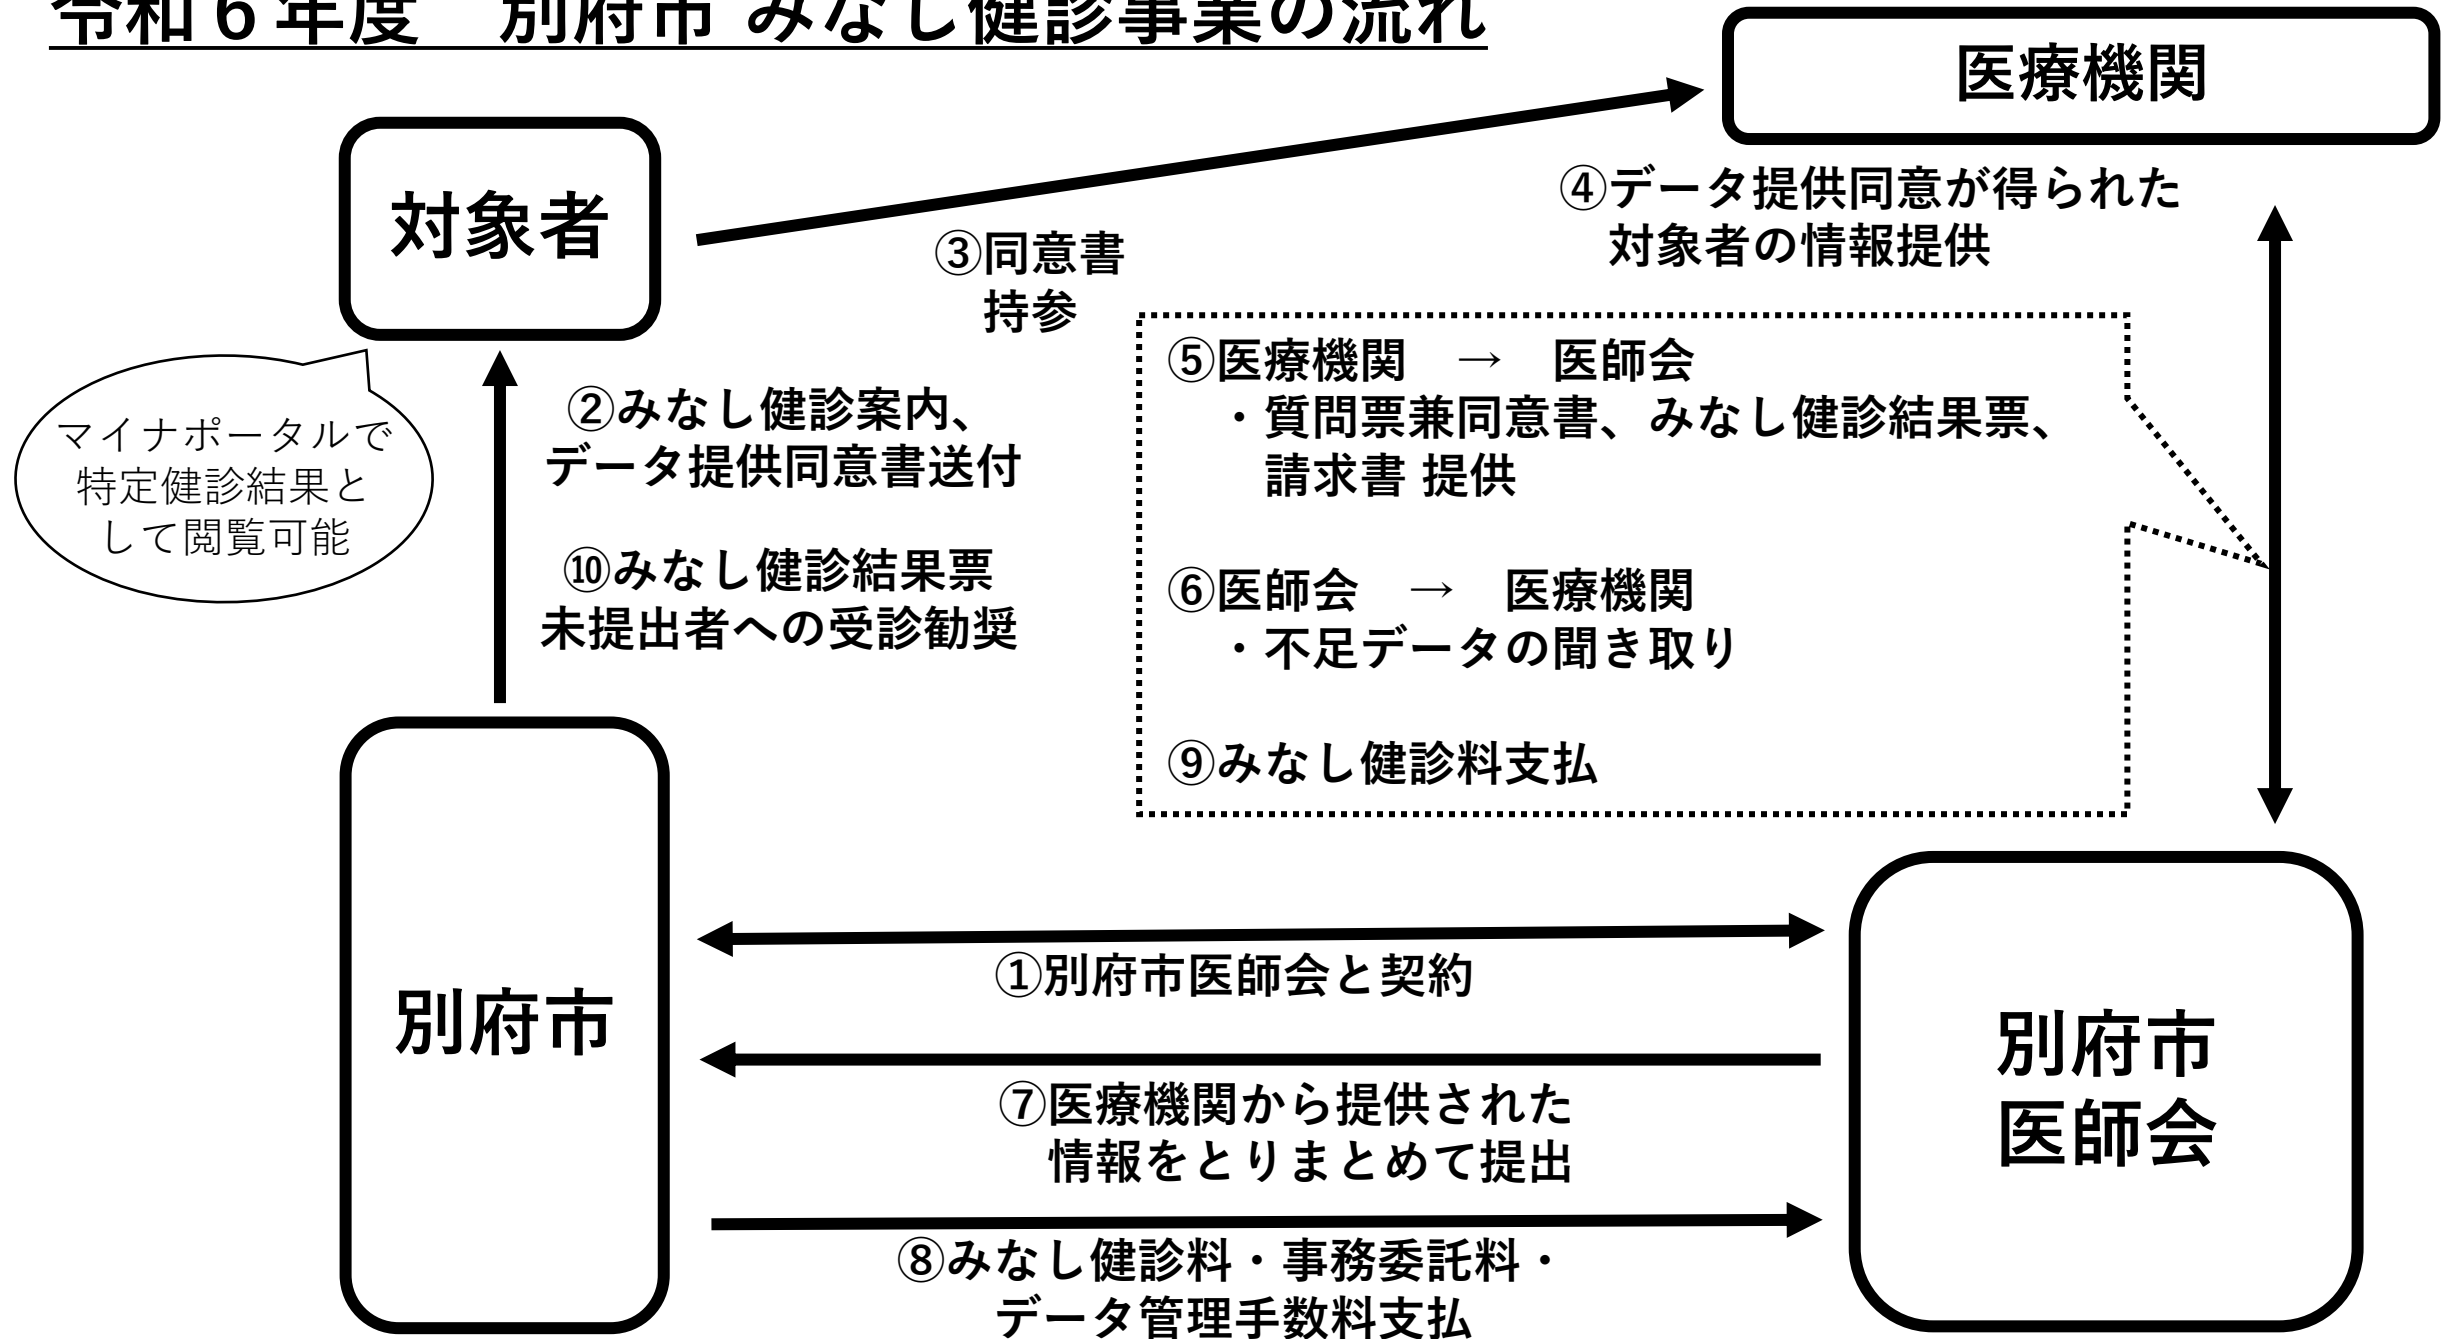 令和６年度　別府市 みなし健診事業の流れ
医療機関
対象者
④データ提供同意が得られた
対象者の情報提供
③同意書
持参
⑤医療機関　→　医師会
・質問票兼同意書、みなし健診結果票、
請求書 提供
⑥医師会　→　医療機関
・不足データの聞き取り
⑨みなし健診料支払
②みなし健診案内、
データ提供同意書送付
マイナポータルで
特定健診結果と
して閲覧可能
⑩みなし健診結果票
未提出者への受診勧奨
別府市
①別府市医師会と契約
⑦医療機関から提供された
情報をとりまとめて提出
⑧みなし健診料・事務委託料・
データ管理手数料支払
別府市
医師会